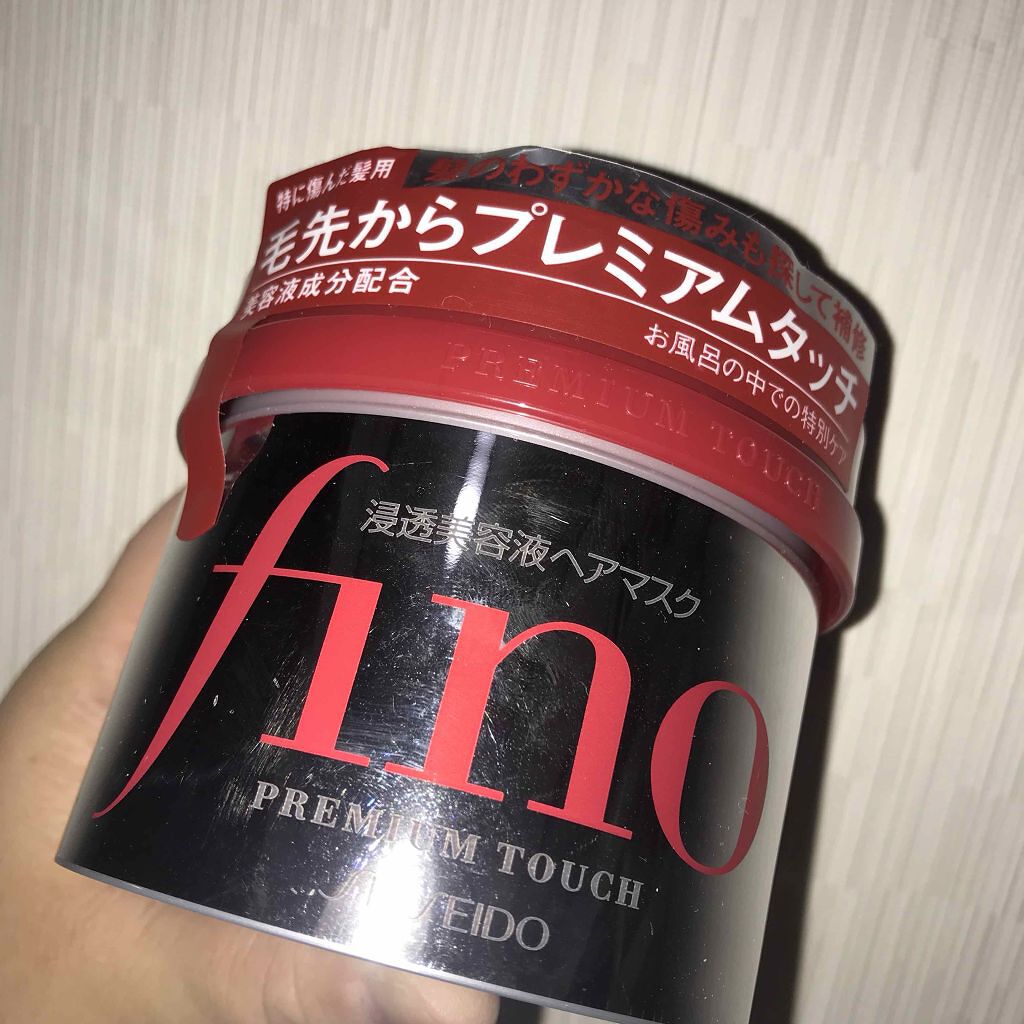 髪のわずかな傷みも探して補修
特に傷んだ髪用
毛先からプレミアムタッチ
美容液成分配合
お風呂の中での特別ケア
PREMIUM TOUCH
浸透美容液ヘアマスク
fino
PREMIUM TOUCH
SHISEIDO